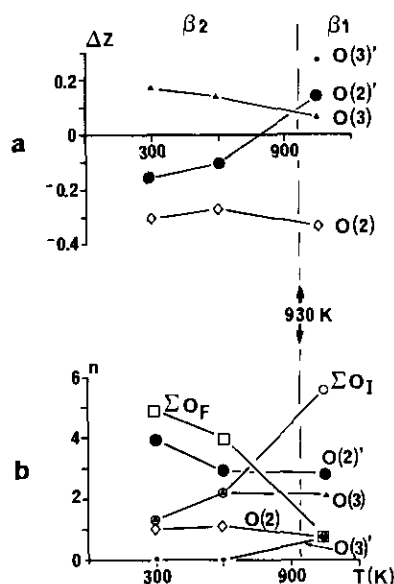 β2 β1
ΔZ
O(3)'
0.2
O(2)'
O(3)
0
300 900
a
-0.2
O(2)
-0.4
930 K
n
6
ΣOI
ΣOF
4
b
O(2)'
2
O(3)
O(2)
0
O(3)'
300 900 T(K)